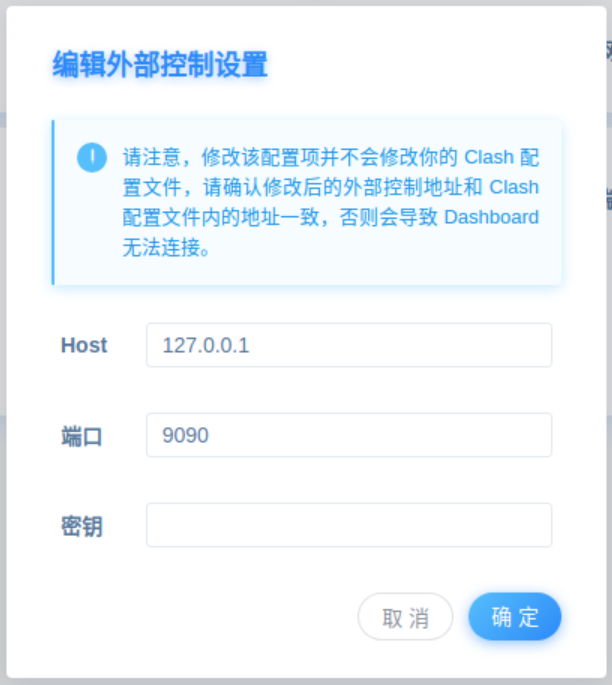 编辑外部控制设置
请注意，修改该配置项并不会修改你的 Clash 配
置文件，请确认修改后的外部控制地址和 Clash
配置文件内的地址一致，否则会导致 Dashboard
无法连接。
Host 127.0.0.1
端口 9090
密钥
取 消 确 定